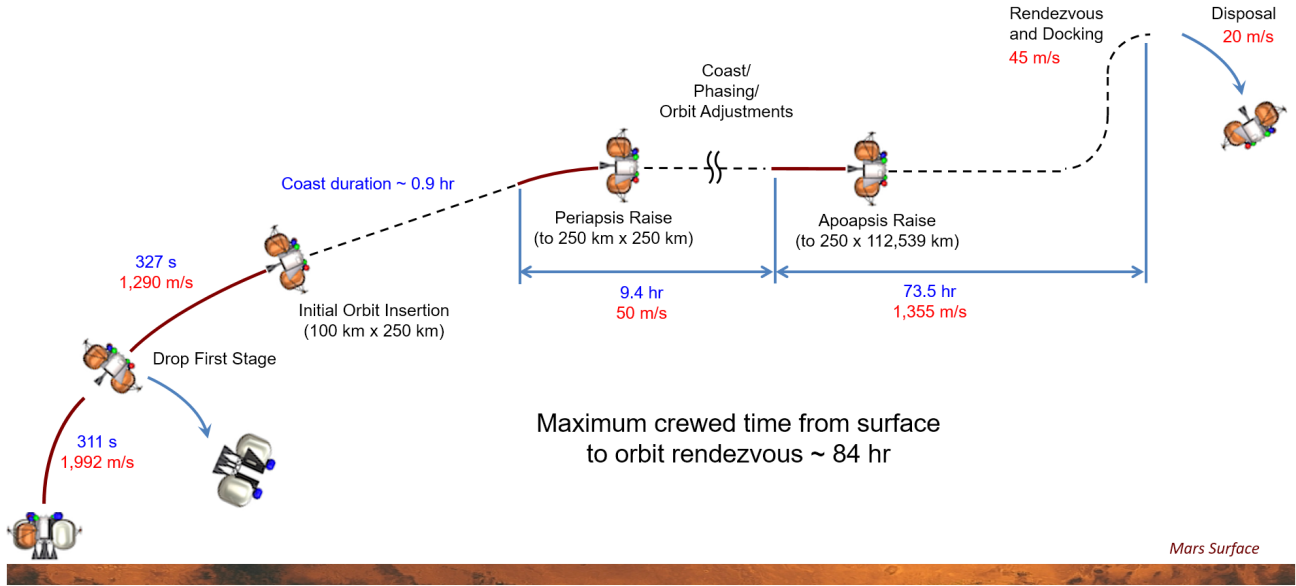 Rendezvous
and Docking
45 m/s
Disposal
20 m/s
Coast/
Phasing/
Orbit Adjustments
Coast duration ~ 0.9 hr
Periapsis Raise
(to 250 km x 250 km)
Apoapsis Raise
(to 250 x 112,539 km)
327 s
1,290 m/s
9.4 hr
50 m/s
73.5 hr
1,355 m/s
Initial Orbit Insertion
(100 km x 250 km)
Drop First Stage
311 s
1,992 m/s
Maximum crewed time from surface
to orbit rendezvous ~ 84 hr
Mars Surface